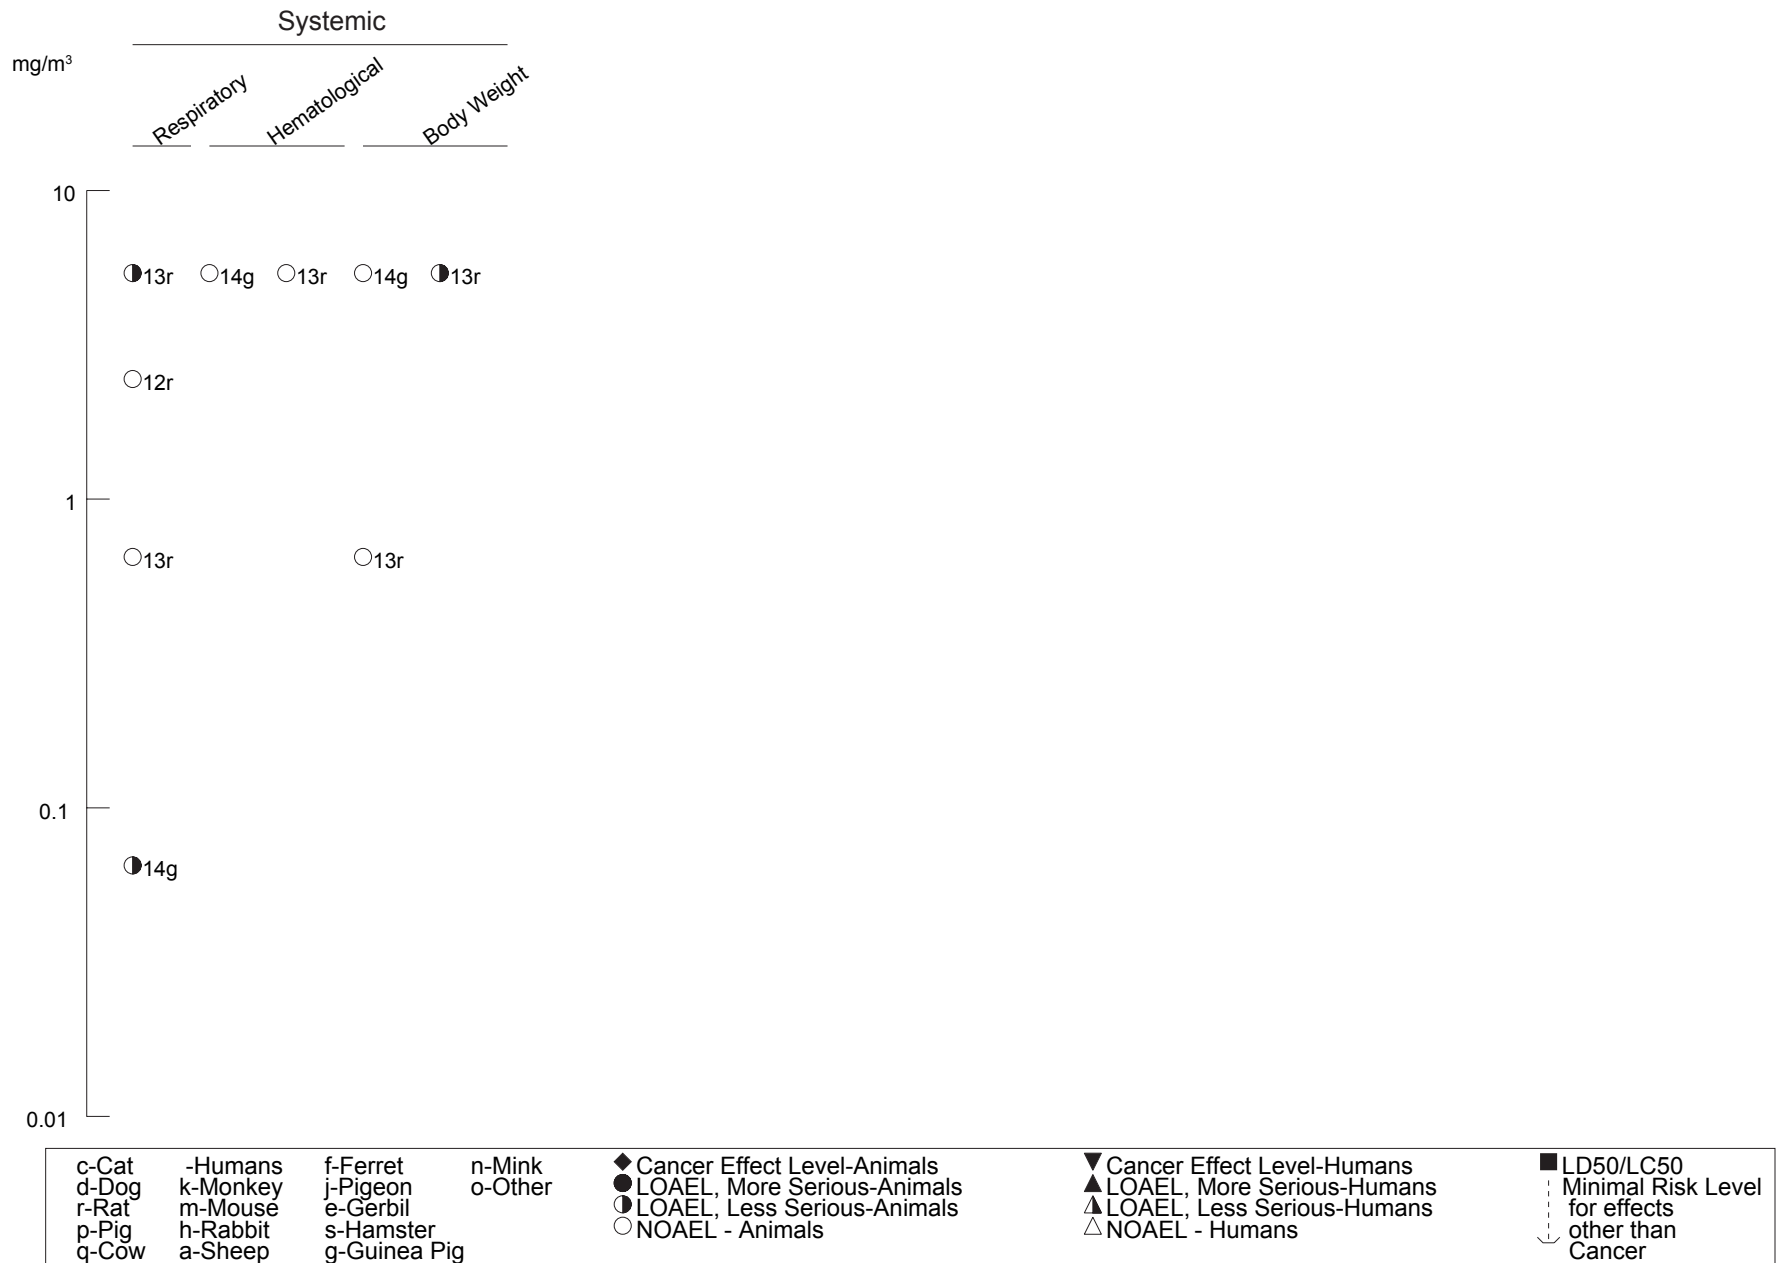 Systemic
mg/m³
Respiratory
Hematological
Body Weight
10
13r 14g 13r 14g 13r
12r
1
13r 13r
0.1
14g
0.01
c-Cat -Humans f-Ferret n-Mink
d-Dog k-Monkey j-Pigeon o-Other
r-Rat m-Mouse e-Gerbil
p-Pig h-Rabbit s-Hamster
q-Cow a-Sheep g-Guinea Pig
Cancer Effect Level-Animals
LOAEL, More Serious-Animals
LOAEL, Less Serious-Animals
NOAEL - Animals
Cancer Effect Level-Humans
LOAEL, More Serious-Humans
LOAEL, Less Serious-Humans
NOAEL - Humans
LD50/LC50
Minimal Risk Level
for effects
other than
Cancer